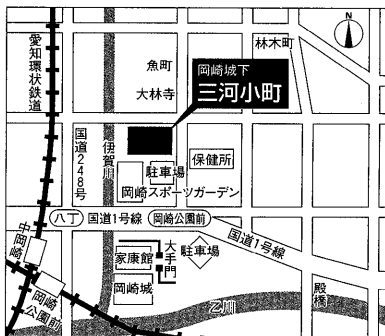 N
愛知環状鉄道
魚町
林木町
岡崎城下
三河小町
大林寺
国道248号
伊賀川
保健所
駐車場
岡崎スポーツガーデン
八丁
国道1号線
岡崎公園前
国道1号線
中岡崎
家康館
大手門
駐車場
岡崎城
岡崎公園前
乙川
殿橋